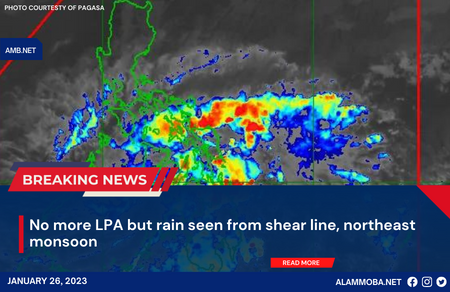 PHOTO COURTESTY OF PAGASA
AMB.NET
BREAKING NEWS
No more LPA but rain seen from shear line, northeast
monsoon
READ MORE
JANUARY 26, 2023
ALAMMOBA.NET